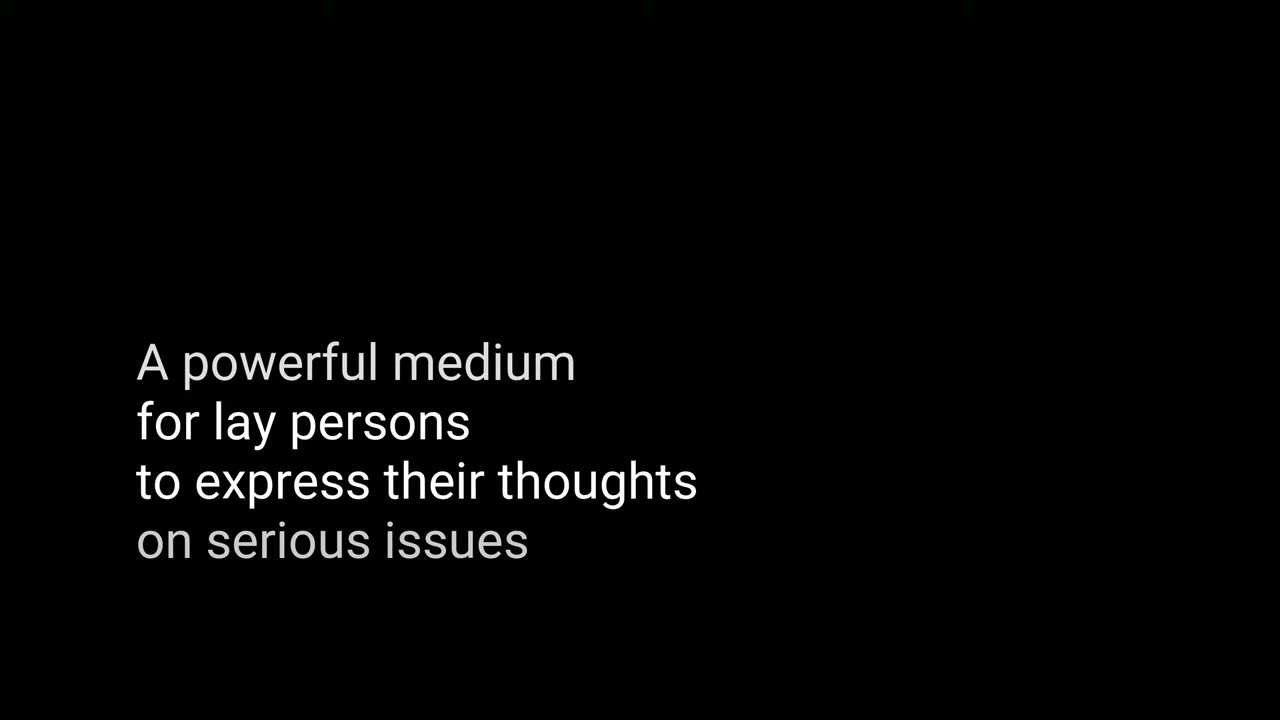 A powerful medium
for lay persons
to express their thoughts
on serious issues